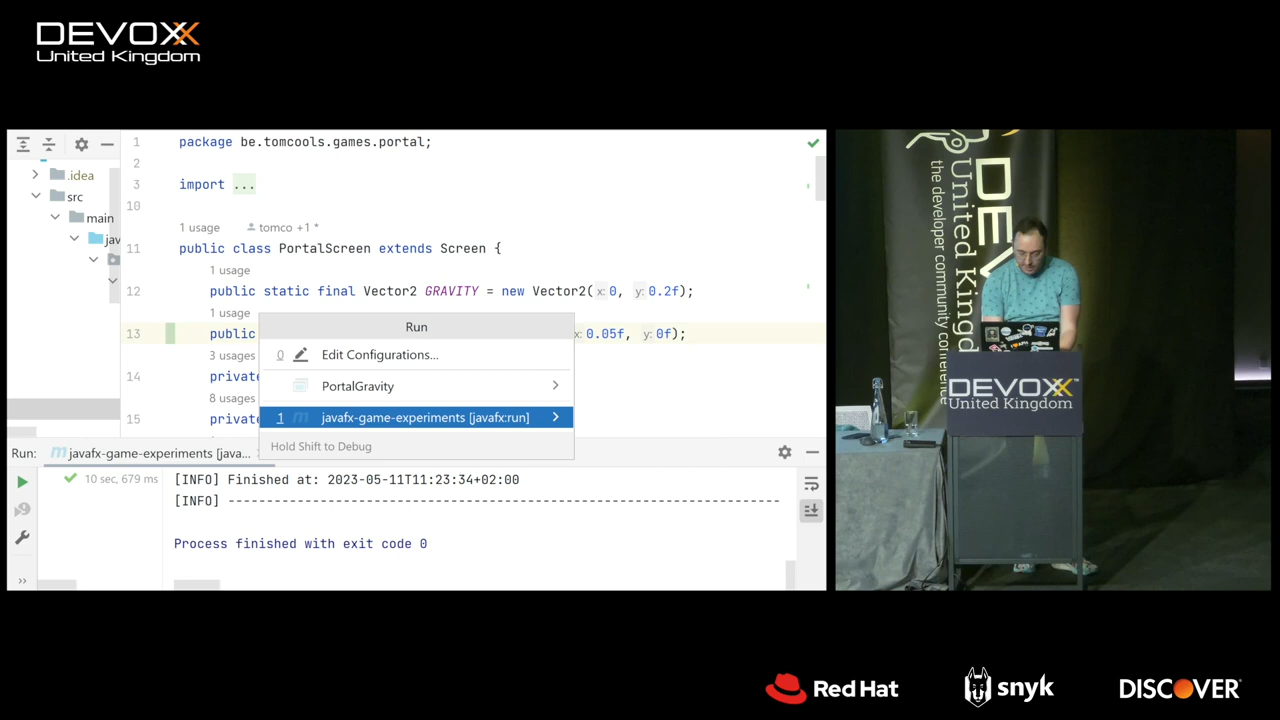 DEVOXX
United Kingdom
.idea
src
main
jav
1 package be.tomcools.games.portal;
2
3 import ...
10
1 usage tomco +1 *
11 public class PortalScreen extends Screen {
1 usage
12 public static final Vector2 GRAVITY = new Vector2( x: 0, y: 0.2f);
1 usage
13 public x: 0.05f, y: 0f);
3 usages
14 private
8 usages
15 private
Run
0 Edit Configurations...
PortalGravity
1 javafx-game-experiments [javafx:run]
Hold Shift to Debug
Run: javafx-game-experiments [java...
10 sec, 679 ms
[INFO] Finished at: 2023-05-11T11:23:34+02:00
[INFO] ------------------------------------------------------------------------
Process finished with exit code 0
DEV
United Kingd
the developer community conference
DEVOXX™
United Kingdom
Red Hat
snyk
DISCOVER